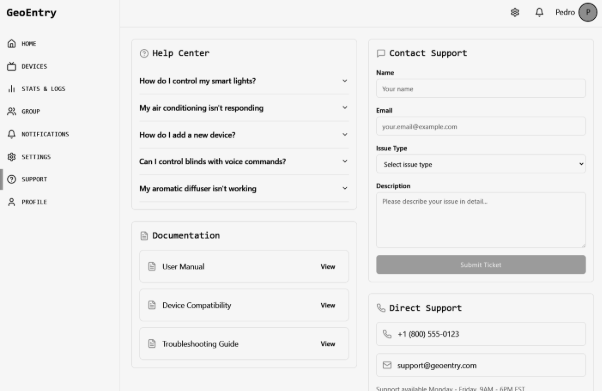 GeoEntry
Pedro P
HOME
DEVICES
STATS & LOGS
GROUP
NOTIFICATIONS
SETTINGS
SUPPORT
PROFILE
Help Center
How do I control my smart lights?
My air conditioning isn't responding
How do I add a new device?
Can I control blinds with voice commands?
My aromatic diffuser isn't working
Documentation
User Manual View
Device Compatibility View
Troubleshooting Guide View
Contact Support
Name
Your name
Email
your.email@example.com
Issue Type
Select issue type
Description
Please describe your issue in detail...
Submit Ticket
Direct Support
+1 (800) 555-0123
support@geoentry.com
Support available Monday - Friday, 9AM - 6PM EST